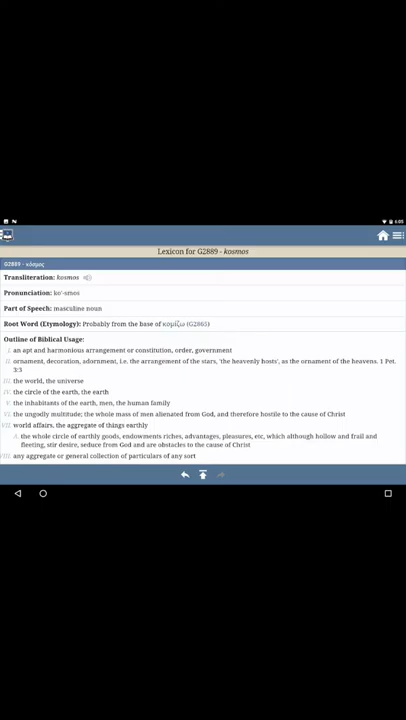 6:05
Lexicon for G2889 - kosmos
G2889 - κόσμος
Transliteration: kosmos
Pronunciation: ko'-smos
Part of Speech: masculine noun
Root Word (Etymology): Probably from the base of κομίζω (G2865)
Outline of Biblical Usage:
I. an apt and harmonious arrangement or constitution, order, government
II. ornament, decoration, adornment, i.e. the arrangement of the stars, 'the heavenly hosts', as the ornament of the heavens. 1 Pet.
3:3
III. the world, the universe
IV. the circle of the earth, the earth
V. the inhabitants of the earth, men, the human family
VI. the ungodly multitude; the whole mass of men alienated from God, and therefore hostile to the cause of Christ
VII. world affairs, the aggregate of things earthly
A. the whole circle of earthly goods, endowments riches, advantages, pleasures, etc, which although hollow and frail and
fleeting, stir desire, seduce from God and are obstacles to the cause of Christ
VIII. any aggregate or general collection of particulars of any sort